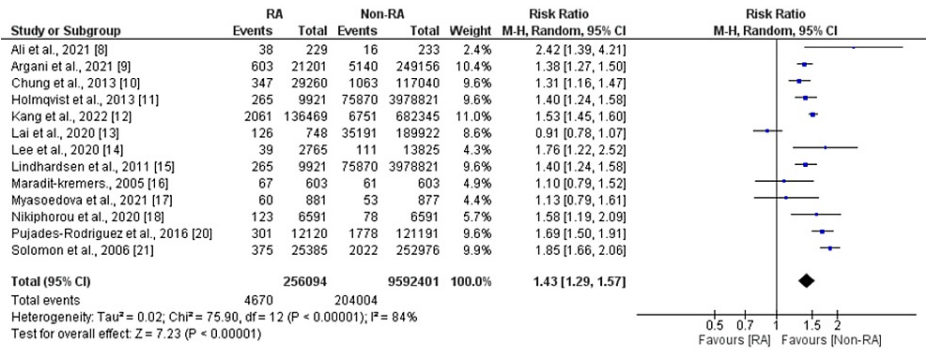 RA Non-RA Risk Ratio Risk Ratio
Study or Subgroup Events Total Events Total Weight M-H, Random, 95% CI M-H, Random, 95% CI
Ali et al., 2021 [8] 38 229 16 233 2.4% 2.42 [1.39, 4.21]
Argani et al., 2021 [9] 603 21201 5140 249156 10.4% 1.38 [1.27, 1.50]
Chung et al., 2013 [10] 347 29260 1063 117040 9.6% 1.31 [1.16, 1.47]
Holmqvist et al., 2013 [11] 265 9921 75870 3978821 9.6% 1.40 [1.24, 1.58]
Kang et al., 2022 [12] 2061 136469 6751 682345 11.0% 1.53 [1.45, 1.60]
Lai et al., 2020 [13] 126 748 35191 189922 8.5% 0.91 [0.78, 1.07]
Lee et al., 2020 [14] 39 2765 111 13825 4.4% 1.76 [1.22, 2.52]
Lindhardsen et al., 2011 [15] 265 9921 75870 3978821 9.6% 1.40 [1.24, 1.58]
Maradit-kremers., 2005 [16] 67 603 61 603 4.9% 1.10 [0.79, 1.52]
Myasoedova et al., 2021 [17] 60 881 53 877 4.4% 1.13 [0.79, 1.61]
Nikiphorou et al., 2020 [18] 123 6591 78 6591 5.7% 1.58 [1.19, 2.09]
Pujades-Rodriguez et al., 2016 [20] 301 12120 1778 121191 9.6% 1.69 [1.50, 1.91]
Solomon et al., 2006 [21] 375 25385 2022 252976 9.9% 1.85 [1.66, 2.06]
Total (95% CI) 256094 9592401 100.0% 1.43 [1.29, 1.57]
Total events 4670 204004
Heterogeneity: Tau² = 0.02; Chi² = 75.90, df = 12 (P < 0.00001); I² = 84%
Test for overall effect: Z = 7.23 (P < 0.00001)
0.5 0.7 1 1.5 2
Favours [RA] Favours [Non-RA]